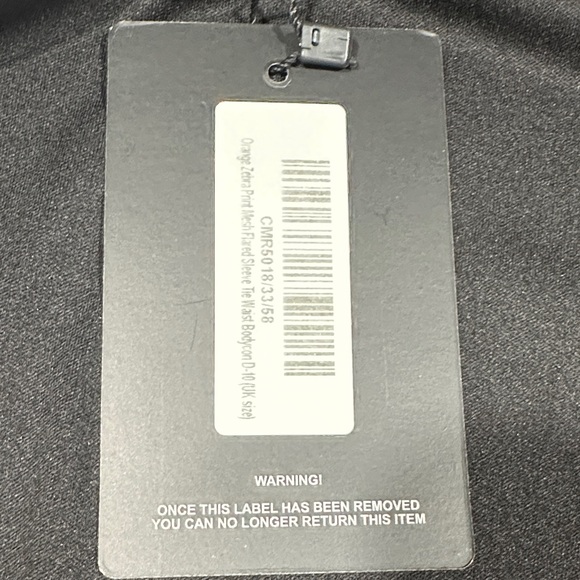 CMR5018/33/58
Orange Zebra Print Mesh Flared Sleeve Tie Waist Bodycon D-10 (UK size)
WARNING!
ONCE THIS LABEL HAS BEEN REMOVED
YOU CAN NO LONGER RETURN THIS ITEM